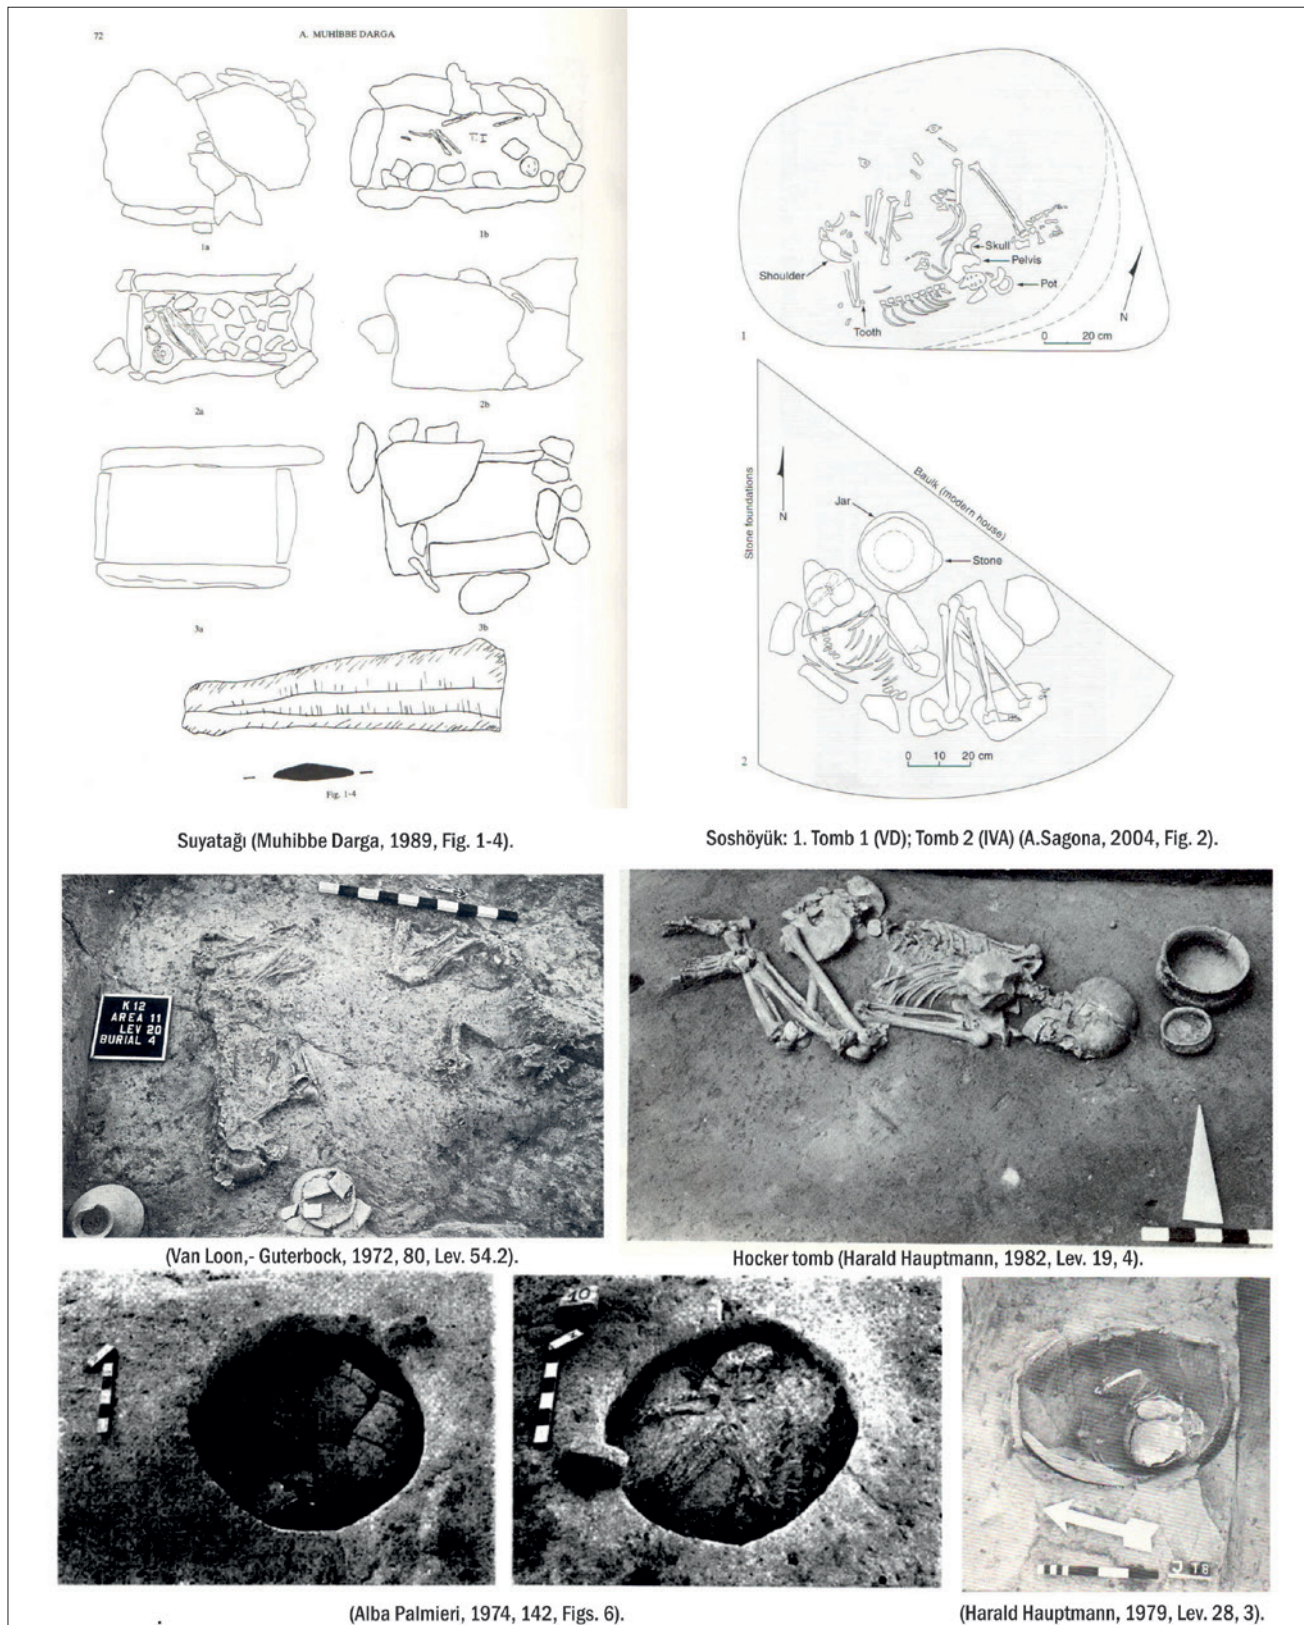 72
A. MUHİBBE DARGA
1a
1b
T.I
2a
2b
3a
3b
Fig. 1-4
Shoulder
Skull
Pelvis
Pot
Tooth
N
1
0 20 cm
Stone foundations
Baulk (modern house)
N
Jar
Stone
2
0 10 20 cm
Suyatağı (Muhibbe Darga, 1989, Fig. 1-4).
Soshöyük: 1. Tomb 1 (VD); Tomb 2 (IVA) (A.Sagona, 2004, Fig. 2).
K 12
AREA 11
LEV 20
BURIAL 4
(Van Loon,- Guterbock, 1972, 80, Lev. 54.2).
Hocker tomb (Harald Hauptmann, 1982, Lev. 19, 4).
10
J 18
(Alba Palmieri, 1974, 142, Figs. 6).
(Harald Hauptmann, 1979, Lev. 28, 3).